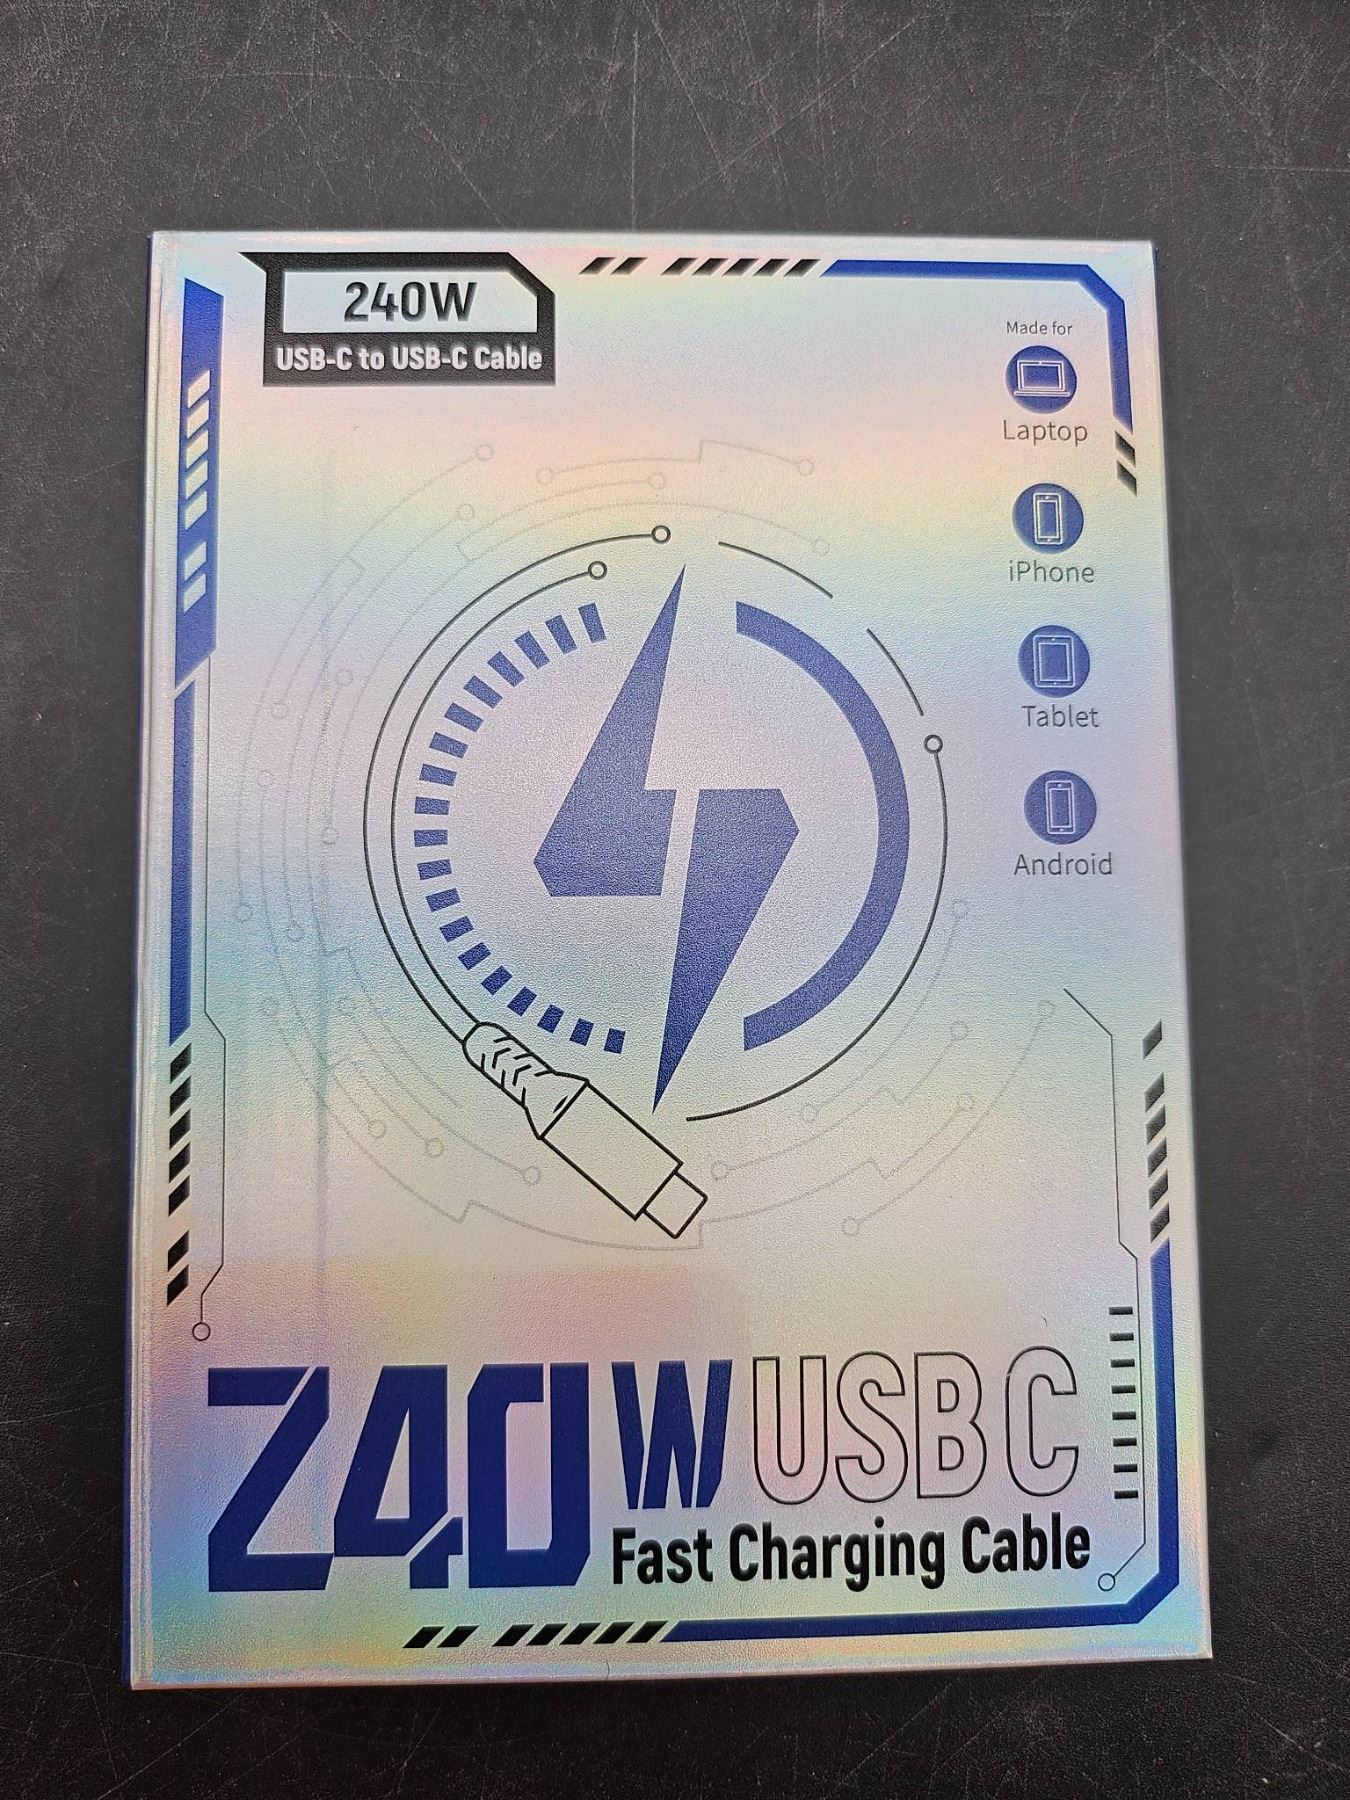 240W
USB-C to USB-C Cable
Made for
Laptop
iPhone
Tablet
Android
240W USB C
Fast Charging Cable